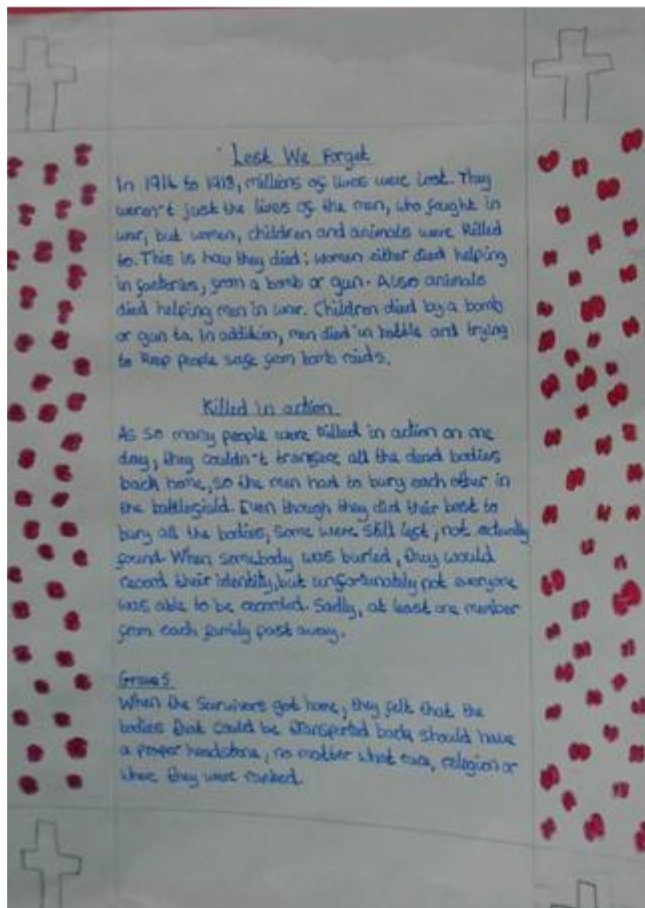 Lest We Forget
In 1914 to 1918, millions of lives were lost. They
weren't just the lives of the men, who fought in
war, but women, children and animals were killed
to. This is how they died: women either died helping
in factories, from a bomb or gun. Also animals
died helping men in war. Children died by a bomb
or gun to. In addition, men died in battle and trying
to keep people safe from bomb raids.
Killed in action
As so many people were killed in action on one
day, they couldn't all the dead bodies
back home, so the men had to bury each other in
the battlefield. Even though they did their best to
bury all the bodies, some were still lost, not actually
found. When somebody was buried, they would
record their identity, but unfortunately not everyone
was able to be recorded. Sadly, at least one member
from each family past away.
Graves
When the survivors got home, they felt that the
bodies that could be transported back should have
a proper headstone, no matter what race, religion or
where they were ranked.